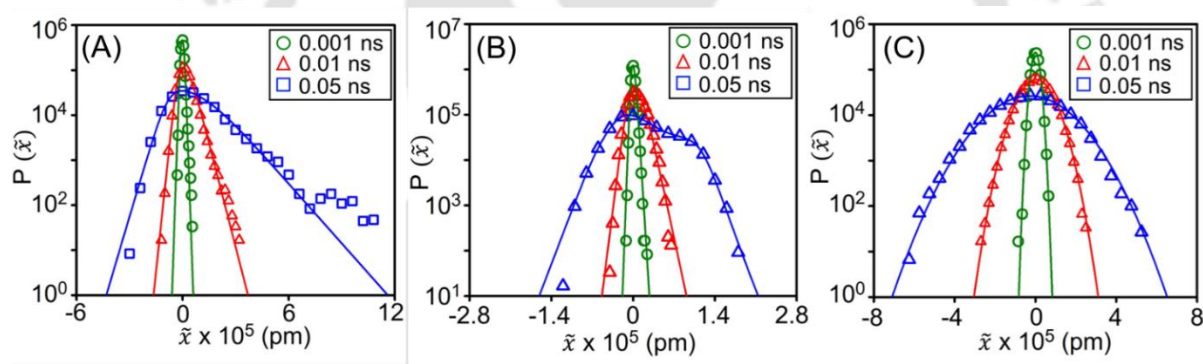 (A)
0.001 ns
0.01 ns
0.05 ns
P (x̃)
10⁶
10⁴
10²
10⁰
-6 0 6 12
x̃ x 10⁵ (pm)
(B)
0.001 ns
0.01 ns
0.05 ns
P (x̃)
10⁷
10⁵
10³
10¹
-2.8 -1.4 0 1.4 2.8
x̃ x 10⁵ (pm)
(C)
0.001 ns
0.01 ns
0.05 ns
P (x̃)
10⁶
10⁴
10²
10⁰
-8 -4 0 4 8
x̃ x 10⁵ (pm)